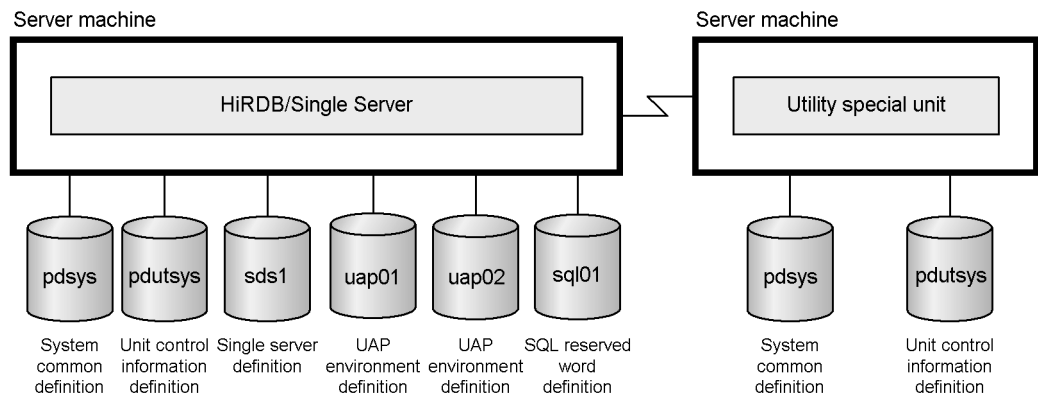 Server machine
Server machine
HiRDB/Single Server
Utility special unit
pdsys
pdutsys
sds1
uap01
uap02
sql01
pdsys
pdutsys
System
common
definition
Unit control
information
definition
Single server
definition
UAP
environment
definition
UAP
environment
definition
SQL reserved
word
definition
System
common
definition
Unit control
information
definition